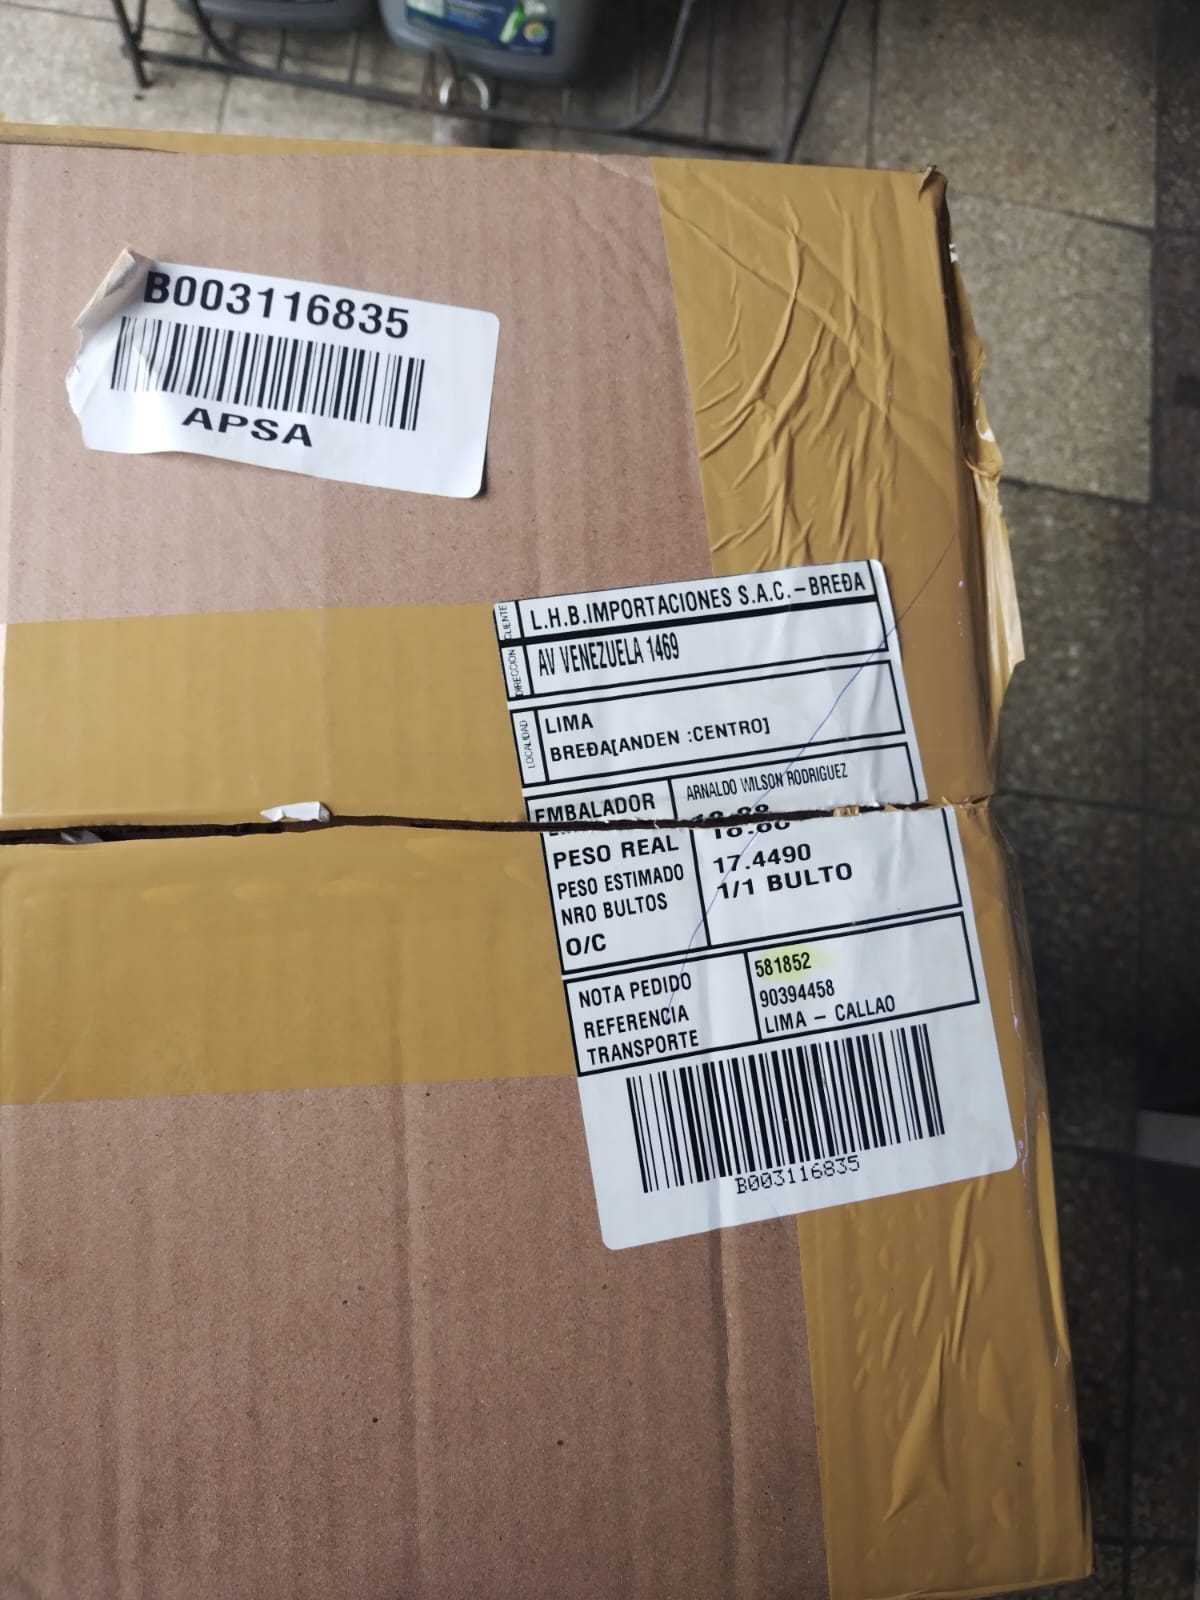 B003116835
APSA
CLIENTE
L.H.B.IMPORTACIONES S.A.C. – BREÐA
DIRECCION
AV VENEZUELA 1469
LOCALIDAD
LIMA
BREÐA[ANDEN :CENTRO]
EMBALADOR ARNALDO WILSON RODRIGUEZ
PESO REAL 18.88
PESO ESTIMADO 17.4490
NRO BULTOS 1/1 BULTO
O/C
NOTA PEDIDO 581852
REFERENCIA 90394458
TRANSPORTE LIMA – CALLAO
B003116835